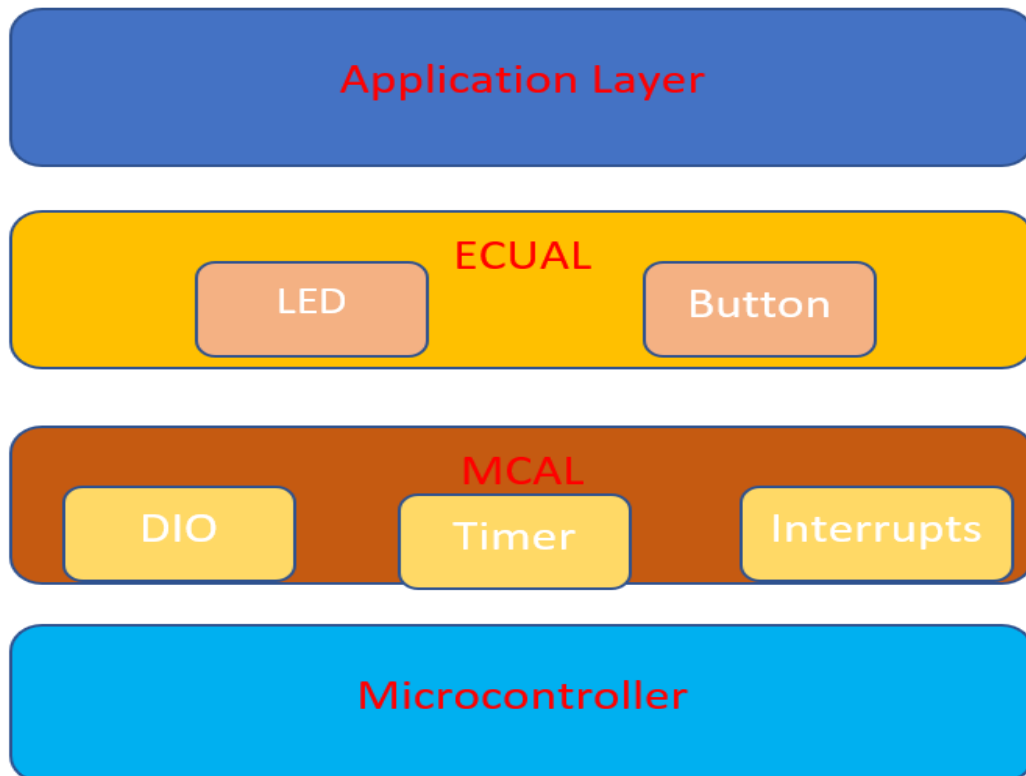 Application Layer
ECUAL
LED
Button
MCAL
DIO
Timer
Interrupts
Microcontroller